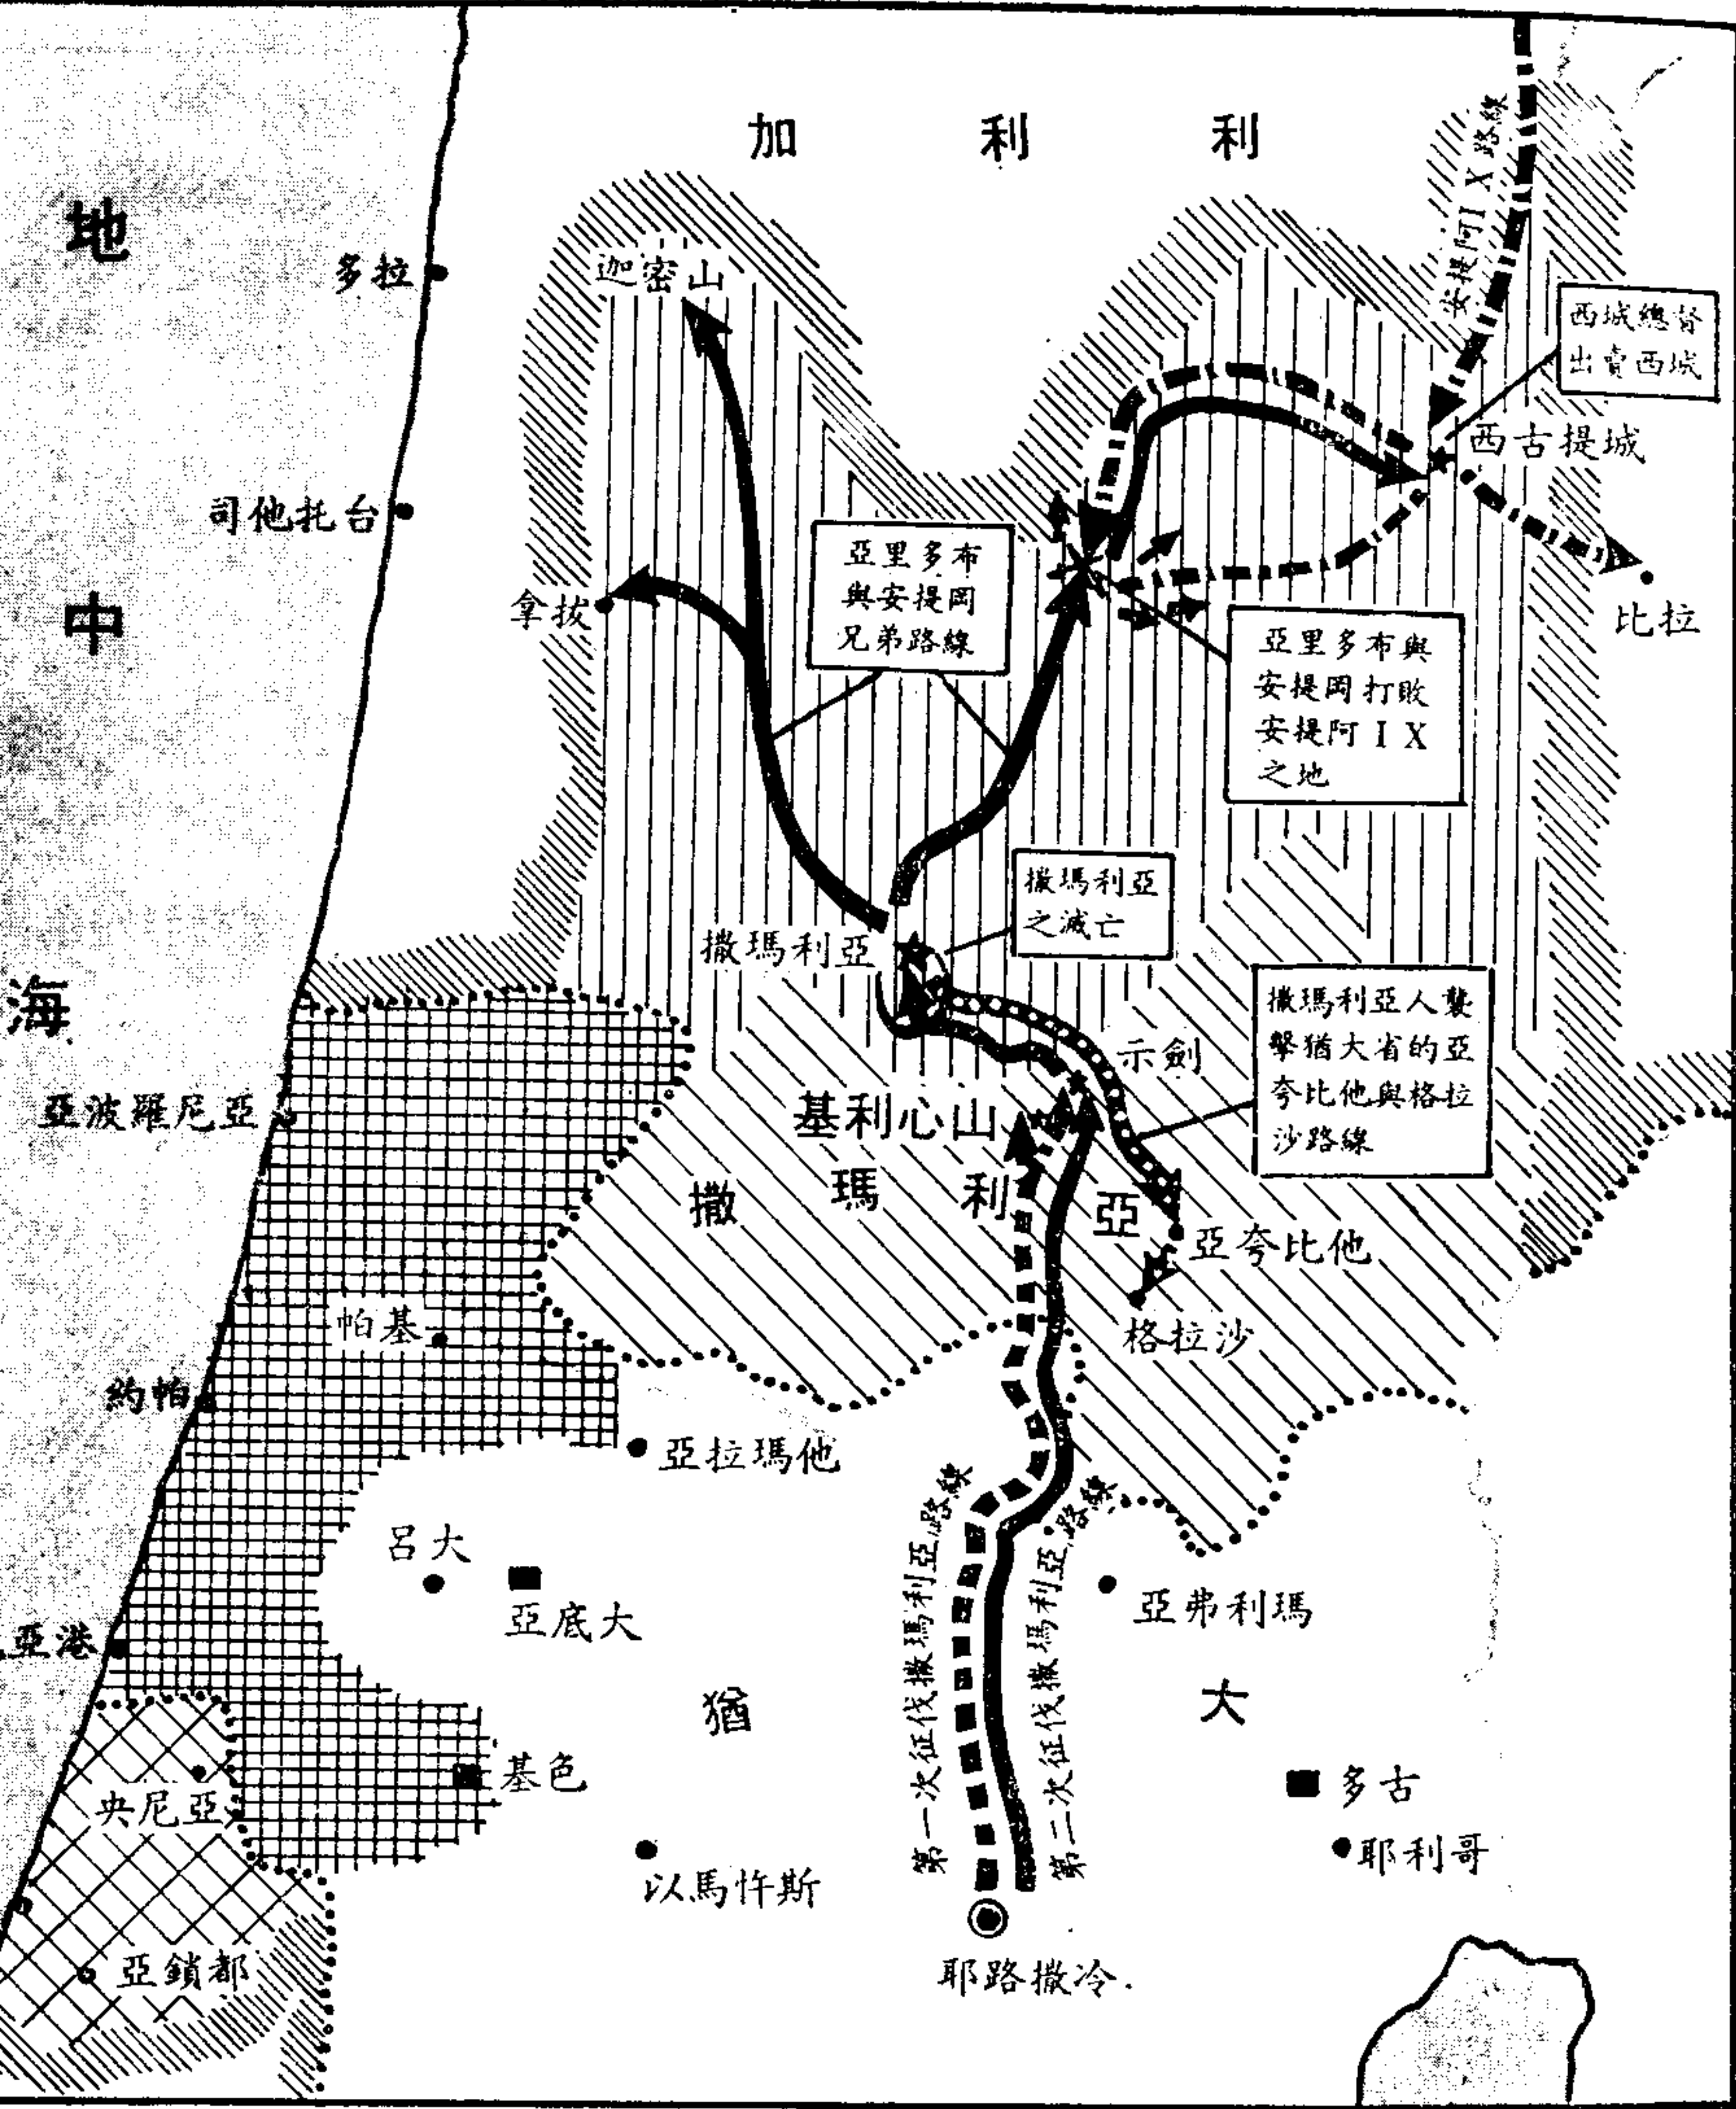 加利利
地中海
安提阿ＩＸ路線
多拉
迦密山
西城總督
出賣西城
西古提城
司他托台
拿拔
亞里多布
與安提岡
兄弟路線
比拉
亞里多布與
安提岡打敗
安提阿ＩＸ
之地
撒瑪利亞
之滅亡
撒瑪利亞
撒瑪利亞人襲
擊猶大省的亞
夸比他與格拉
沙路線
示劍
亞波羅尼亞
基利心山
撒瑪利亞
亞夸比他
帕基
格拉沙
約帕
亞拉瑪他
第一次征伐撒瑪利亞路線
第二次征伐撒瑪利亞路線
呂大
亞底大
亞弗利瑪
亞港
猶大
基色
多古
央尼亞
耶利哥
以馬忤斯
亞鎖都
耶路撒冷.